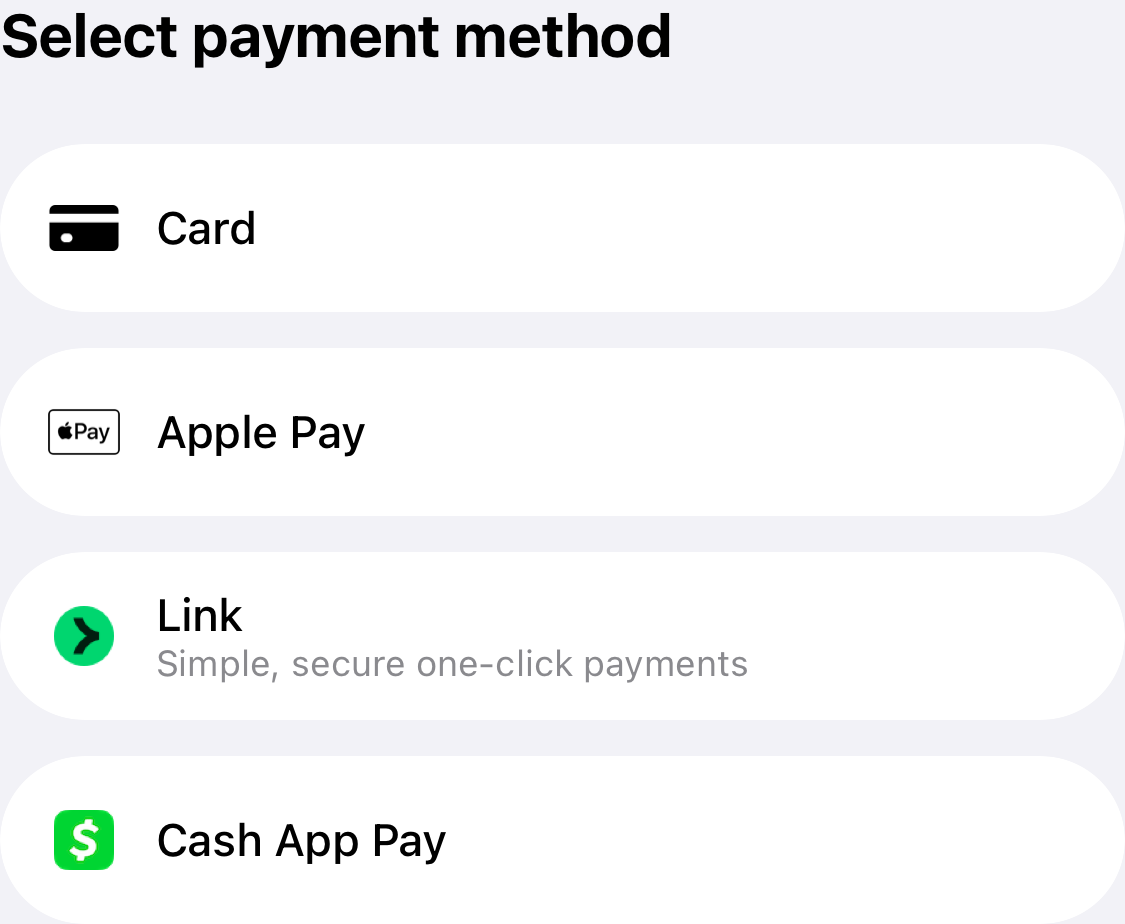 Select payment method
Card
Pay
Apple Pay
Link
Simple, secure one-click payments
$
Cash App Pay